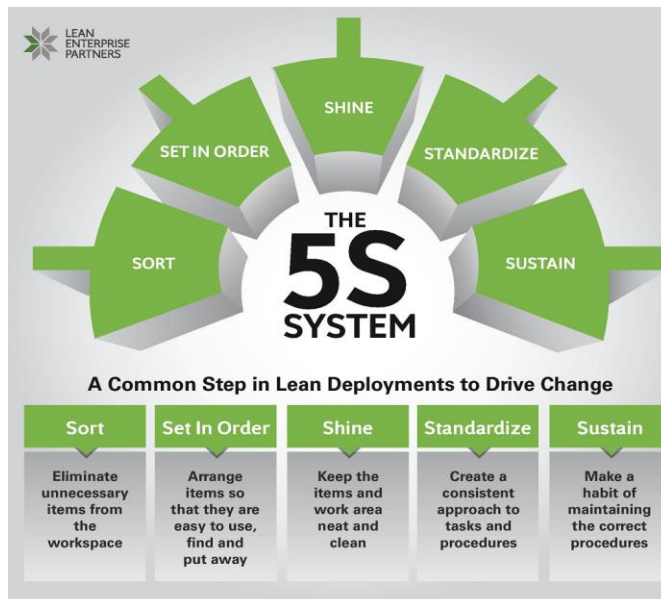 LEAN
ENTERPRISE
PARTNERS
SHINE
SET IN ORDER
STANDARDIZE
SORT
SUSTAIN
THE
5S
SYSTEM
A Common Step in Lean Deployments to Drive Change
Sort
Eliminate
unnecessary
items from
the
workspace
Set In Order
Arrange
items so
that they are
easy to use,
find and
put away
Shine
Keep the
items and
work area
neat and
clean
Standardize
Create a
consistent
approach to
tasks and
procedures
Sustain
Make a
habit of
maintaining
the correct
procedures